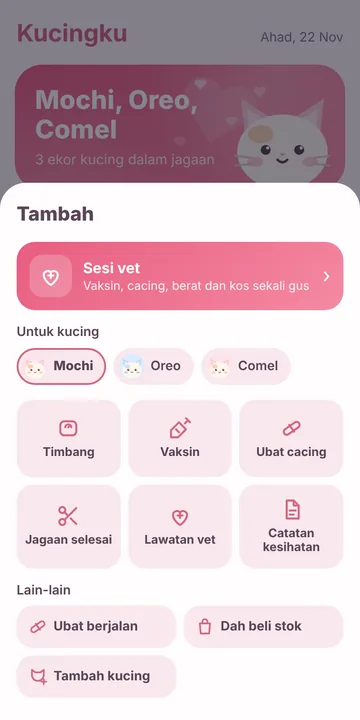 Kucingku
Ahad, 22 Nov
Mochi, Oreo,
Comel
3 ekor kucing dalam jagaan
Tambah
Sesi vet
Vaksin, cacing, berat dan kos sekali gus
Untuk kucing
Mochi
Oreo
Comel
Timbang
Vaksin
Ubat cacing
Jagaan selesai
Lawatan vet
Catatan
kesihatan
Lain-lain
Ubat berjalan
Dah beli stok
Tambah kucing